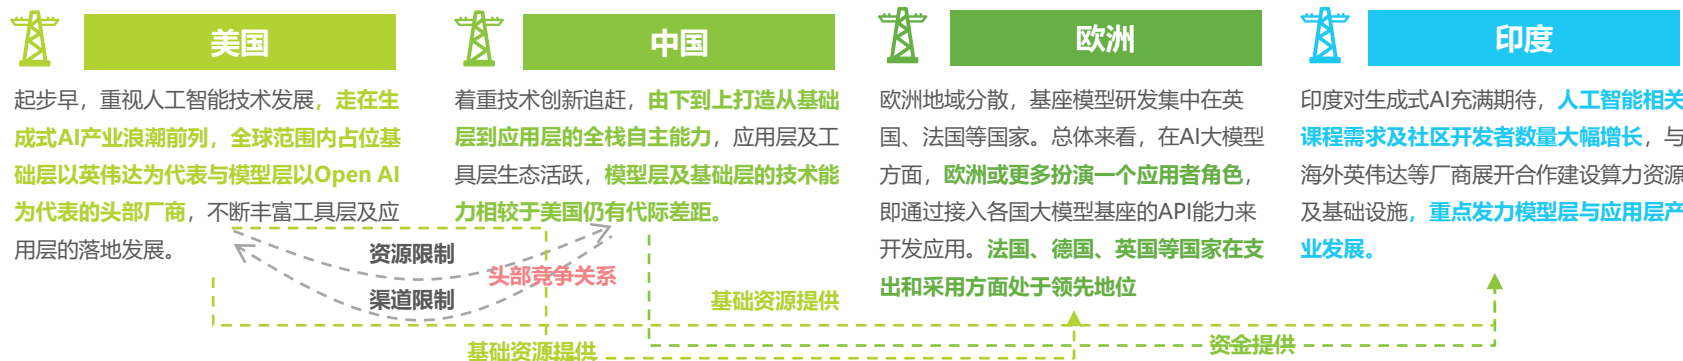 美国
起步早，重视人工智能技术发展，走在生
成式AI产业浪潮前列，全球范围内占位基
础层以英伟达为代表与模型层以Open AI
为代表的头部厂商，不断丰富工具层及应
用层的落地发展。
中国
着重技术创新追赶，由下到上打造从基础
层到应用层的全栈自主能力，应用层及工
具层生态活跃，模型层及基础层的技术能
力相较于美国仍有代际差距。
欧洲
欧洲地域分散，基座模型研发集中在英
国、法国等国家。总体来看，在AI大模型
方面，欧洲或更多扮演一个应用者角色，
即通过接入各国大模型基座的API能力来
开发应用。法国、德国、英国等国家在支
出和采用方面处于领先地位
印度
印度对生成式AI充满期待，人工智能相关
课程需求及社区开发者数量大幅增长，与
海外英伟达等厂商展开合作建设算力资源
及基础设施，重点发力模型层与应用层产
业发展。
资源限制
头部竞争关系
渠道限制
基础资源提供
基础资源提供
资金提供